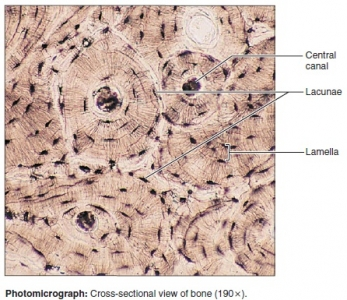 Central
canal
Lacunae
Lamella
Photomicrograph: Cross-sectional view of bone (190×).